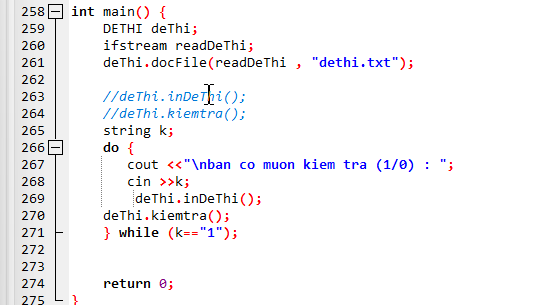 258 int main() {
259 DETHI deThi;
260 ifstream readDeThi;
261 deThi.docFile(readDeThi , "dethi.txt");
262
263 //deThi.inDeThi();
264 //deThi.kiemtra();
265 string k;
266 do {
267 cout <<"\nban co muon kiem tra (1/0) : ";
268 cin >>k;
269 deThi.inDeThi();
270 deThi.kiemtra();
271 } while (k=="1");
272
273
274 return 0;
275 }